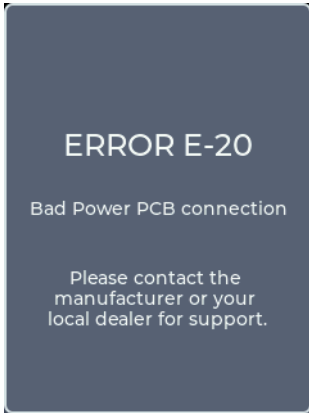 ERROR E-20
Bad Power PCB connection
Please contact the
manufacturer or your
local dealer for support.